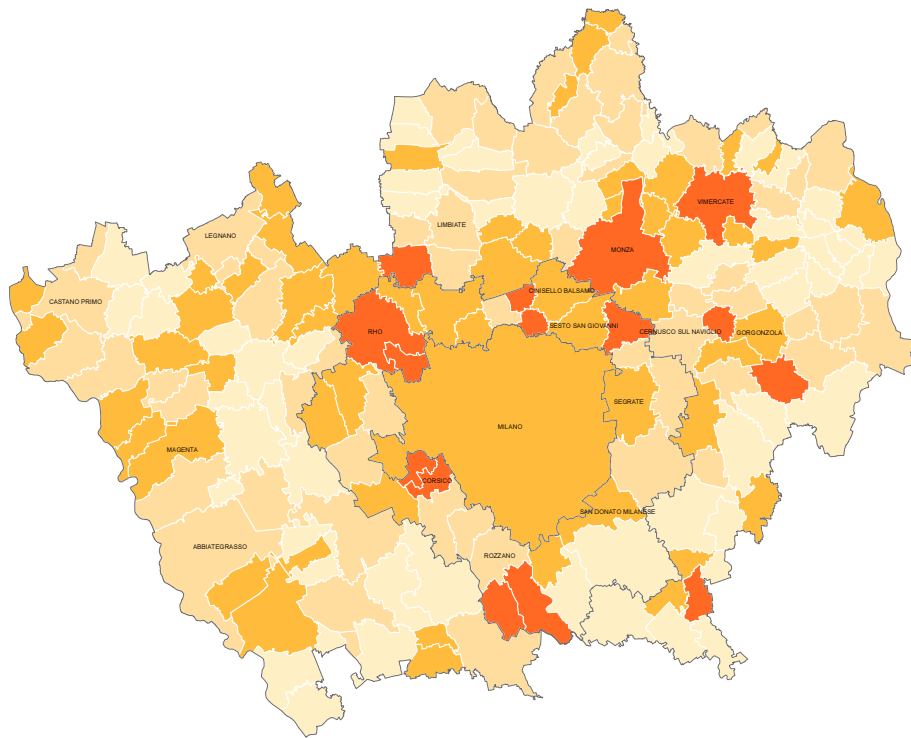 VIMERCATE
LIMBIATE
LEGNANO
MONZA
CINISELLO BALSAMO
CASTANO PRIMO
SESTO SAN GIOVANNI
RHO
CERNUSCO SUL NAVIGLIO
GORGONZOLA
SEGRATE
MILANO
MAGENTA
CORSICO
SAN DONATO MILANESE
ABBIATEGRASSO
ROZZANO